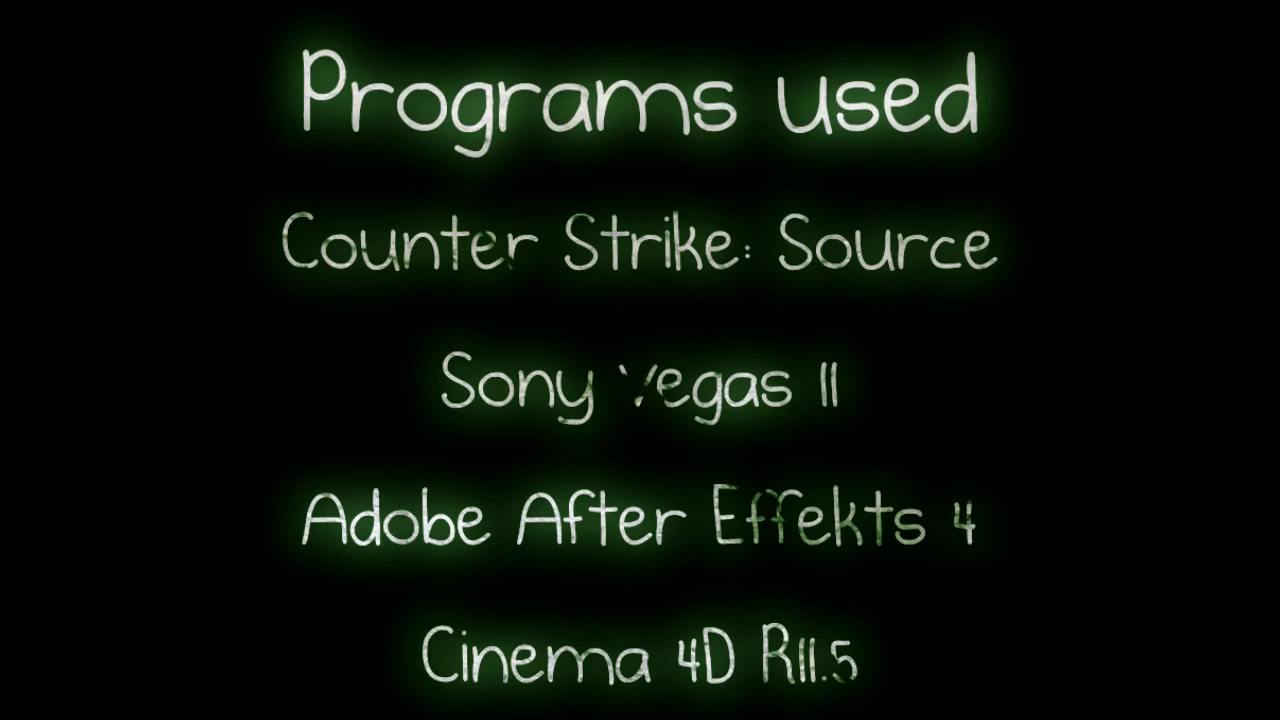 Programs used
Counter Strike: Source
Sony Vegas 11
Adobe After Effekts 4
Cinema 4D R11.5